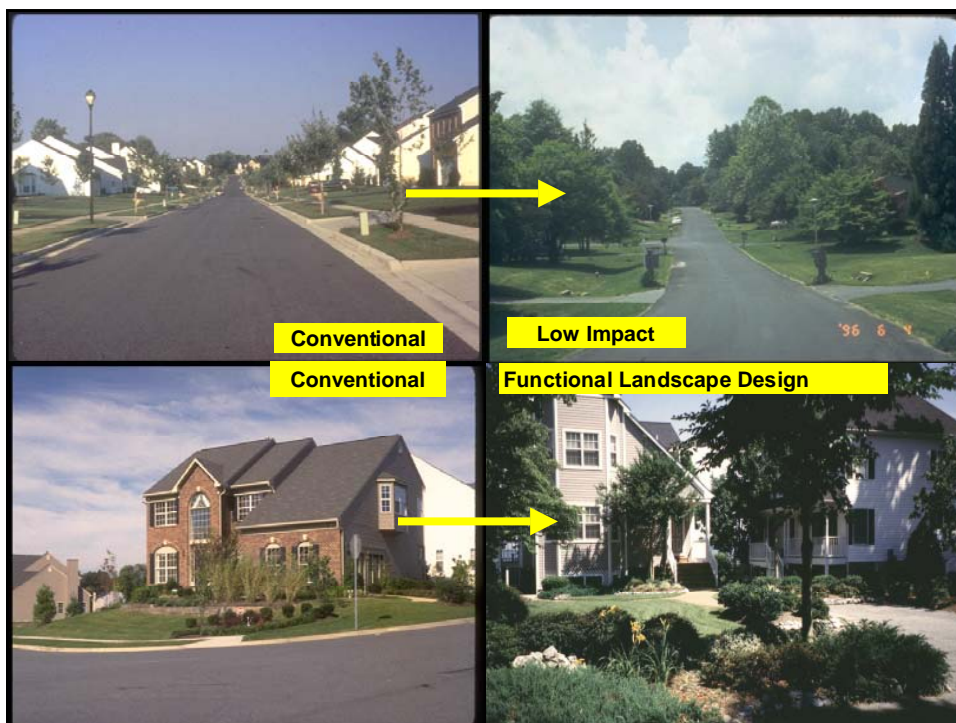 Conventional
Low Impact
'96 6 4
Conventional
Functional Landscape Design